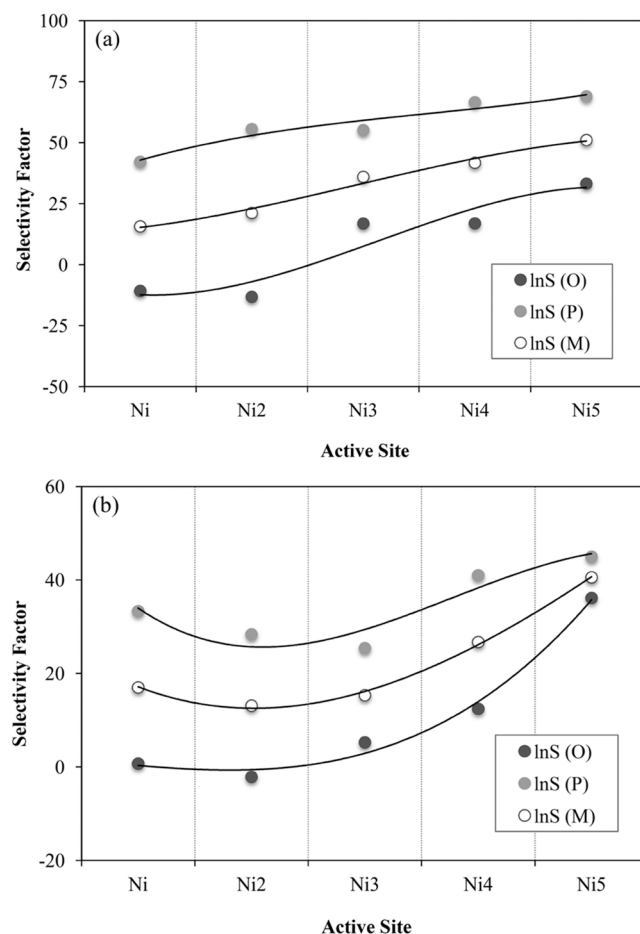 100
(a)
75
50
25
0
-25
-50
Selectivity Factor
lnS (O)
lnS (P)
lnS (M)
Ni Ni2 Ni3 Ni4 Ni5
Active Site
60
(b)
40
20
0
-20
Selectivity Factor
lnS (O)
lnS (P)
lnS (M)
Ni Ni2 Ni3 Ni4 Ni5
Active Site